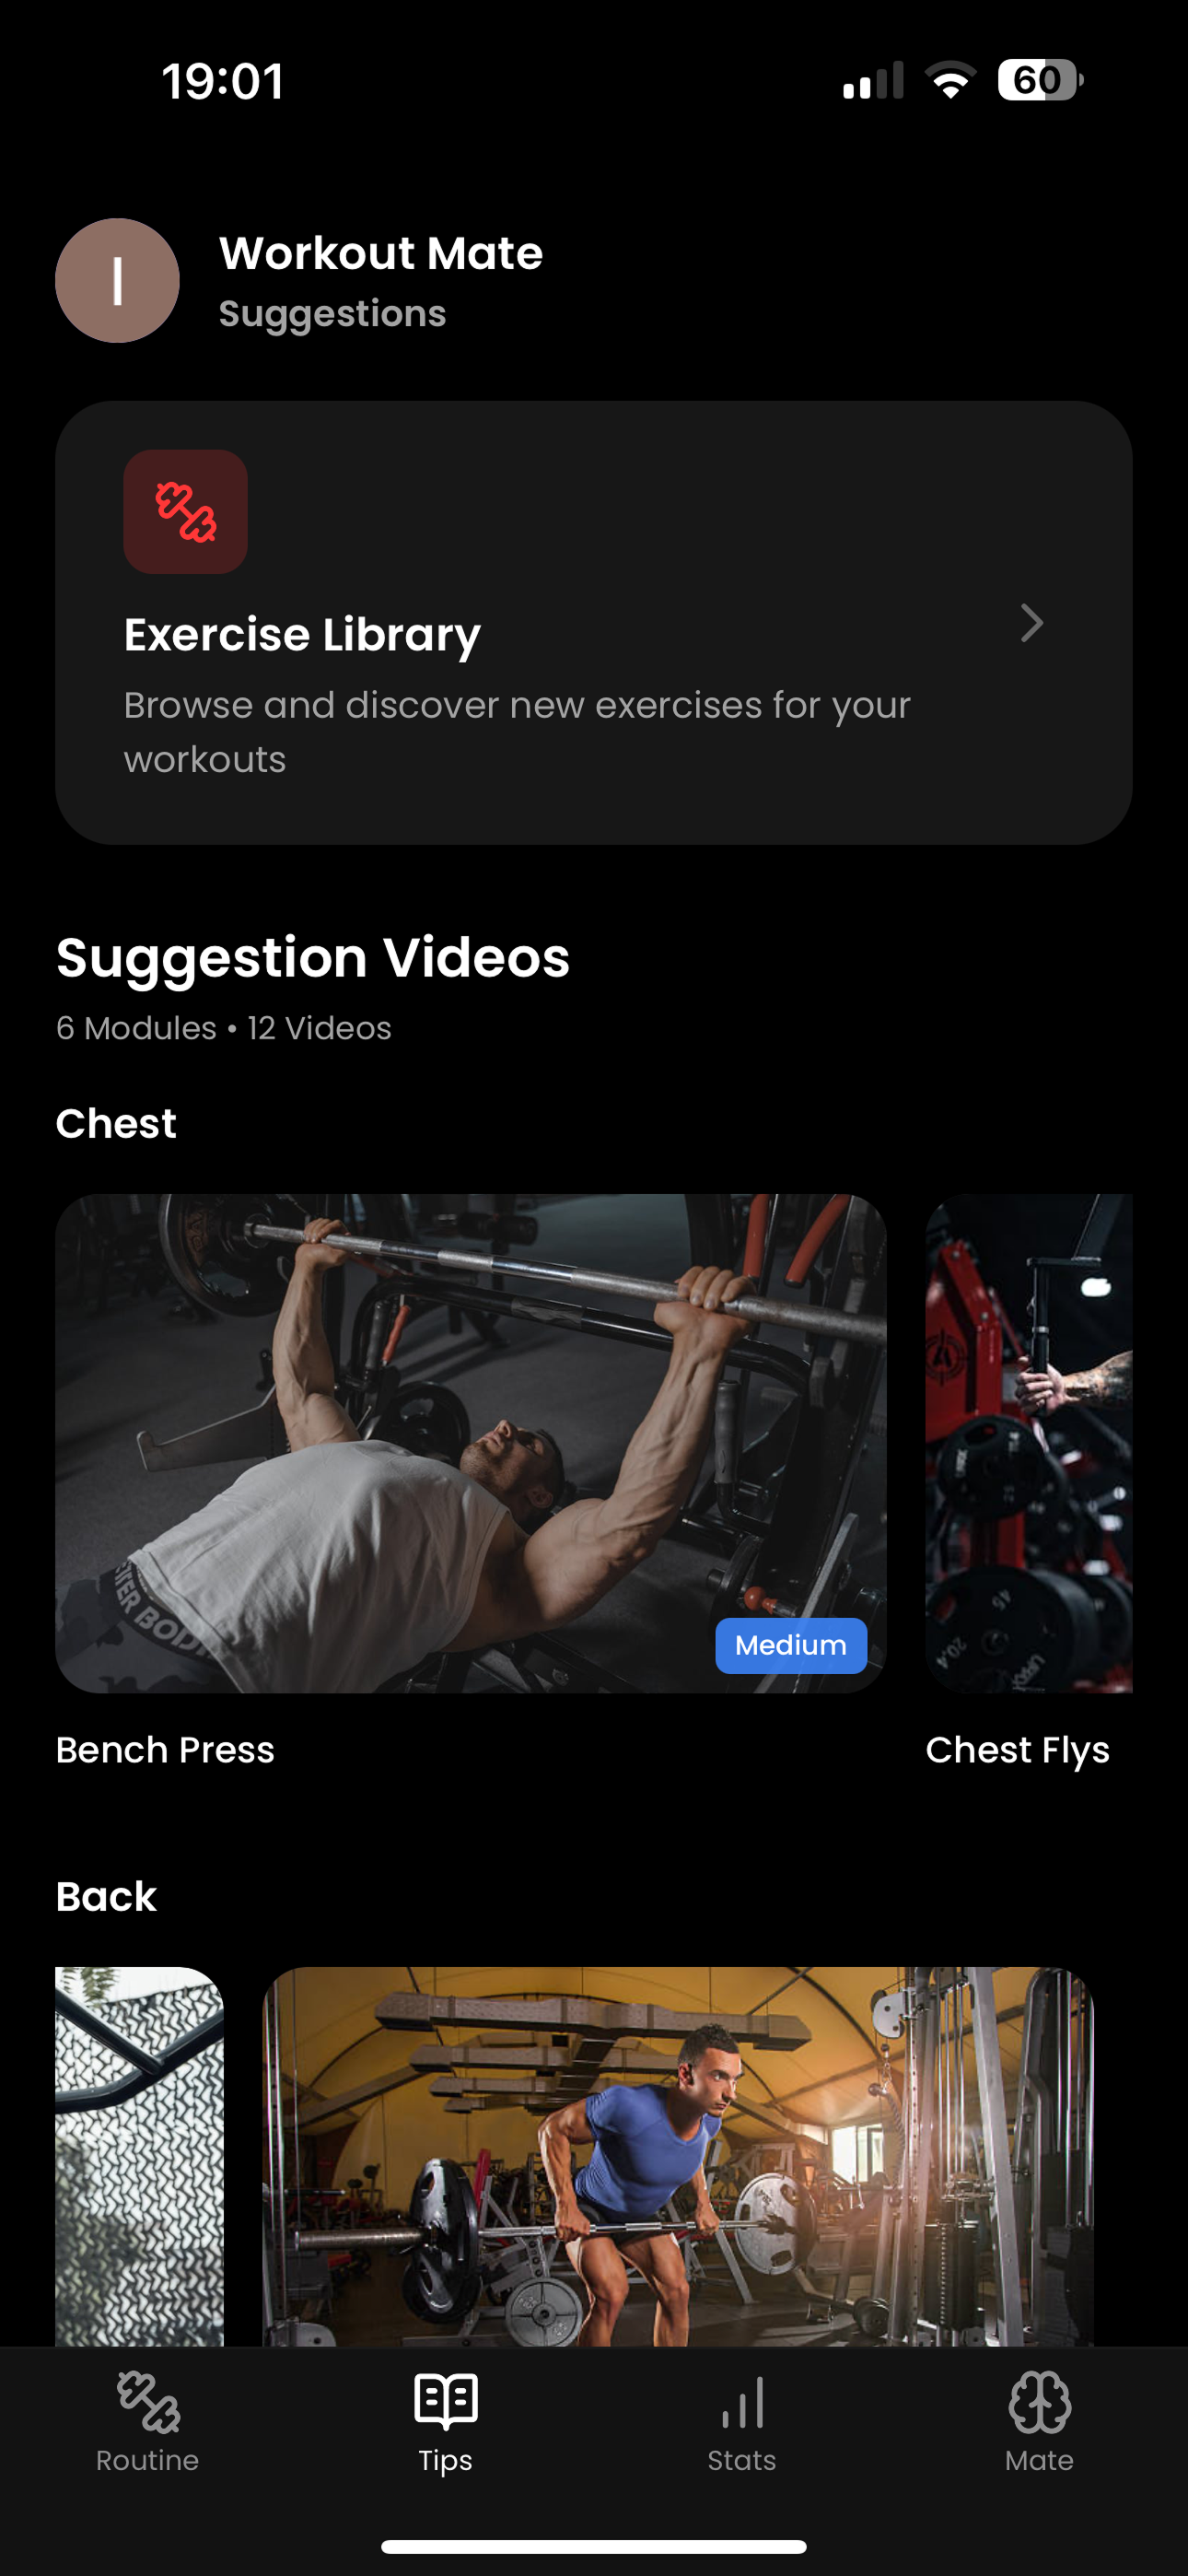 19:01
60
I
Workout Mate
Suggestions
Exercise Library
Browse and discover new exercises for your
workouts
Suggestion Videos
6 Modules • 12 Videos
Chest
Medium
Bench Press
Chest Flys
Back
Routine
Tips
Stats
Mate